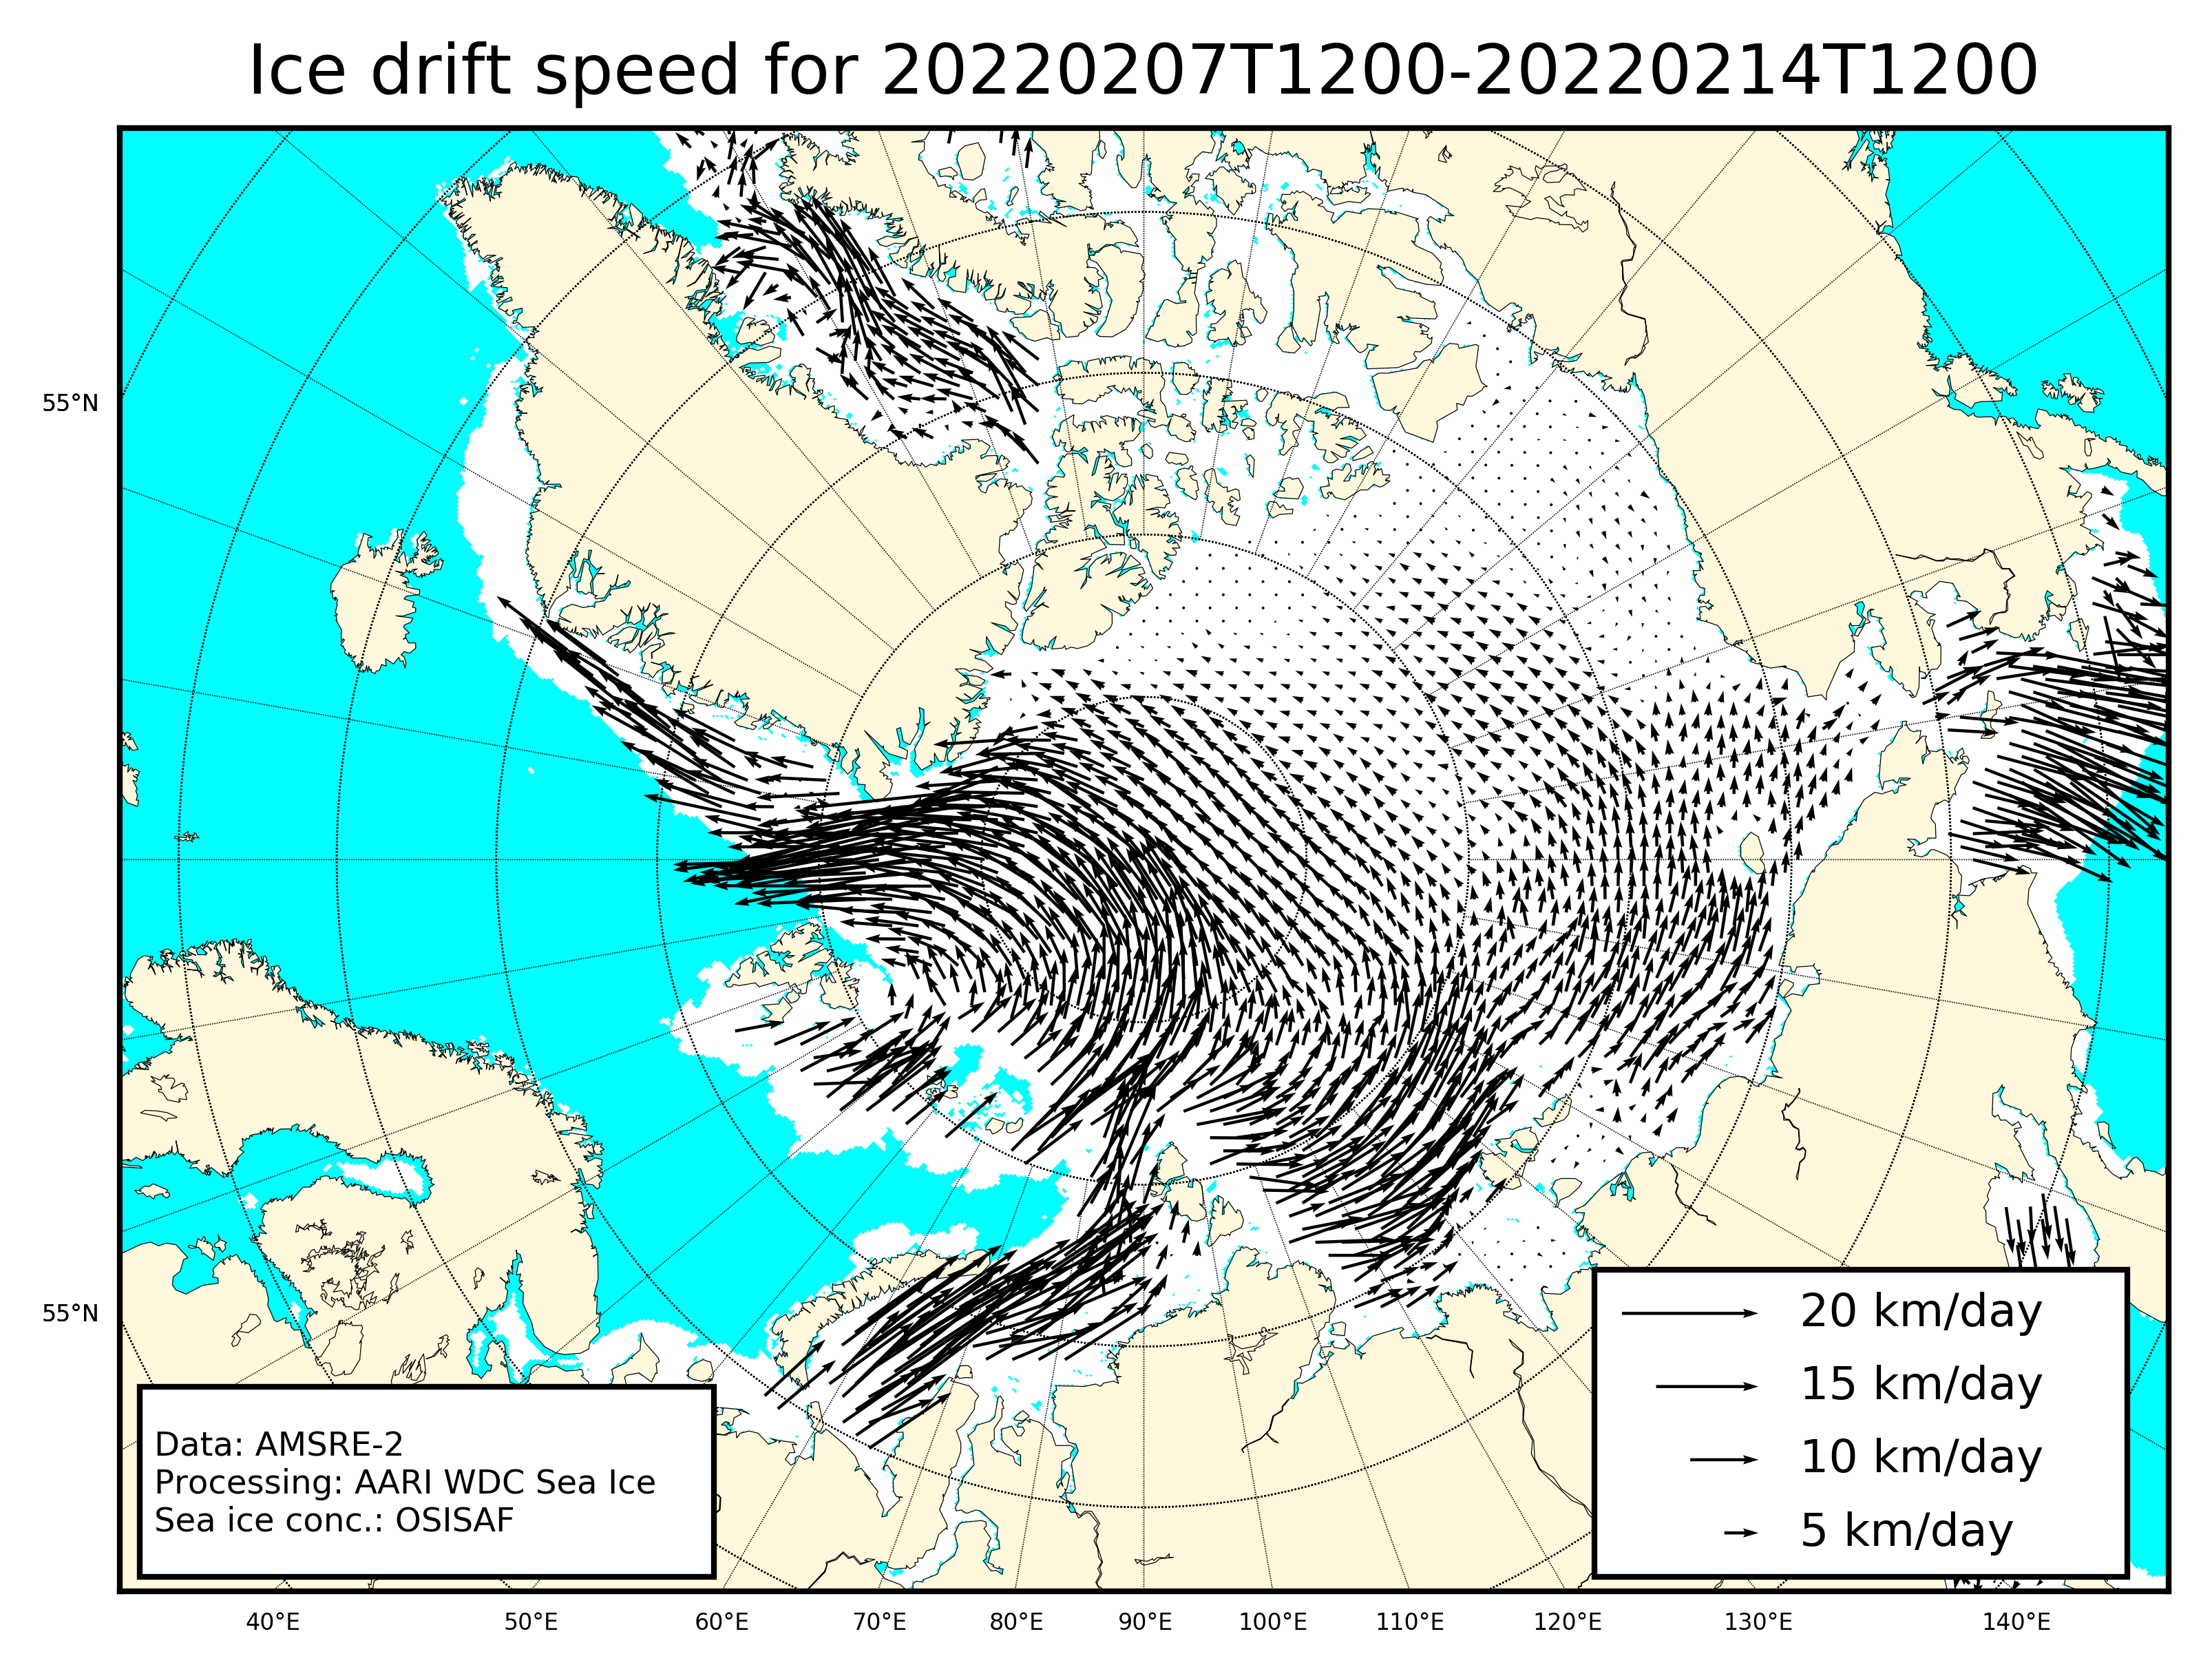 Ice drift speed for 20220207T1200-20220214T1200
55°N
55°N
20 km/day
15 km/day
10 km/day
5 km/day
Data: AMSRE-2
Processing: AARI WDC Sea Ice
Sea ice conc.: OSISAF
40°E 50°E 60°E 70°E 80°E 90°E 100°E 110°E 120°E 130°E 140°E